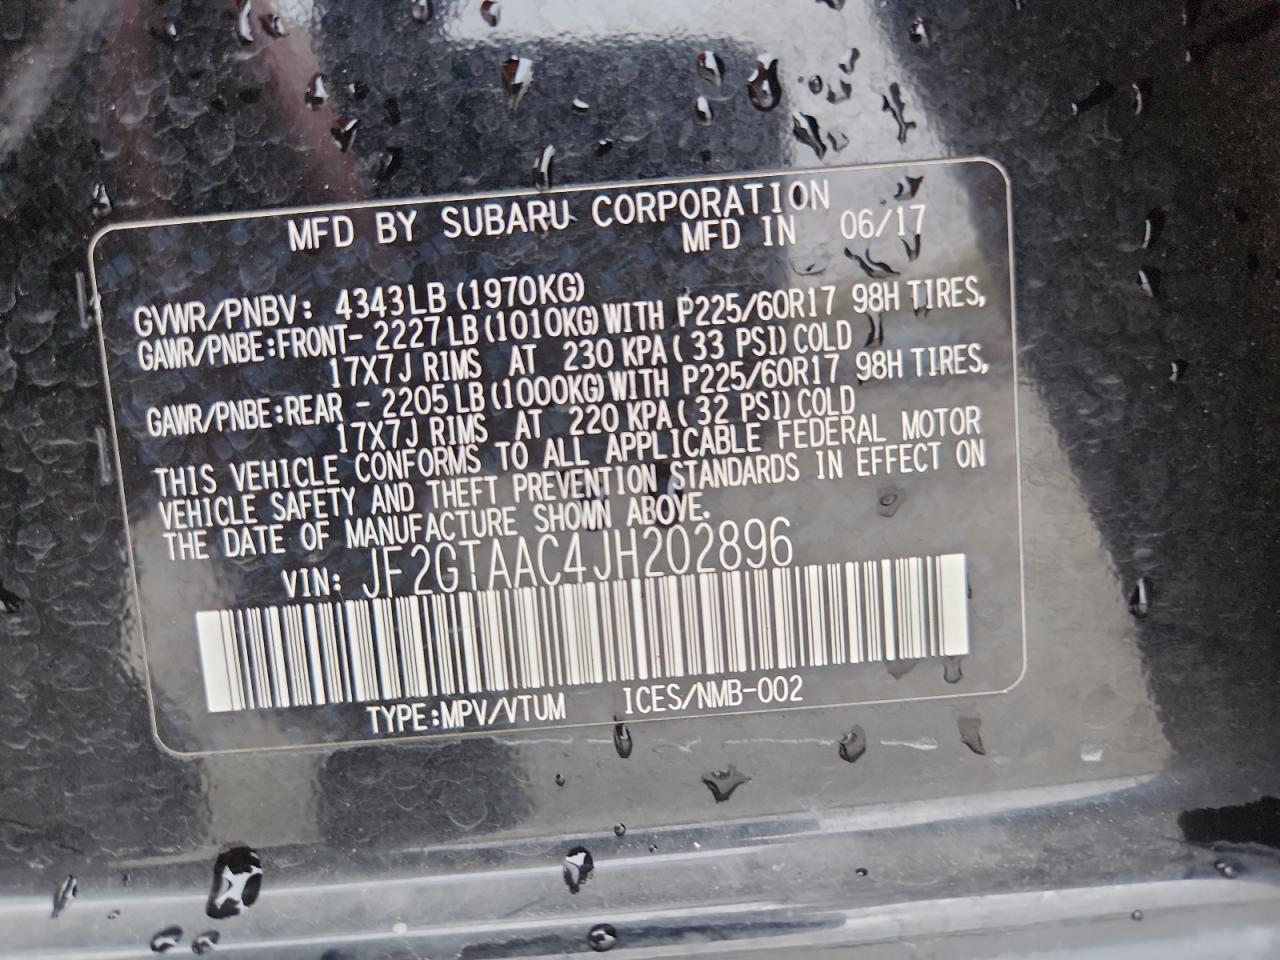 MFD BY SUBARU CORPORATION
MFD IN 06/17
GVWR/PNBV: 4343LB (1970KG)
GAWR/PNBE:FRONT- 2227LB (1010KG) WITH P225/60R17 98H TIRES,
17X7J RIMS AT 230 KPA ( 33 PSI) COLD
GAWR/PNBE:REAR - 2205LB (1000KG) WITH P225/60R17 98H TIRES,
17X7J RIMS AT 220 KPA ( 32 PSI) COLD
THIS VEHICLE CONFORMS TO ALL APPLICABLE FEDERAL MOTOR
VEHICLE SAFETY AND THEFT PREVENTION STANDARDS IN EFFECT ON
THE DATE OF MANUFACTURE SHOWN ABOVE.
VIN: JF2GTAAC4JH202896
TYPE:MPV/VTUM ICES/NMB-002